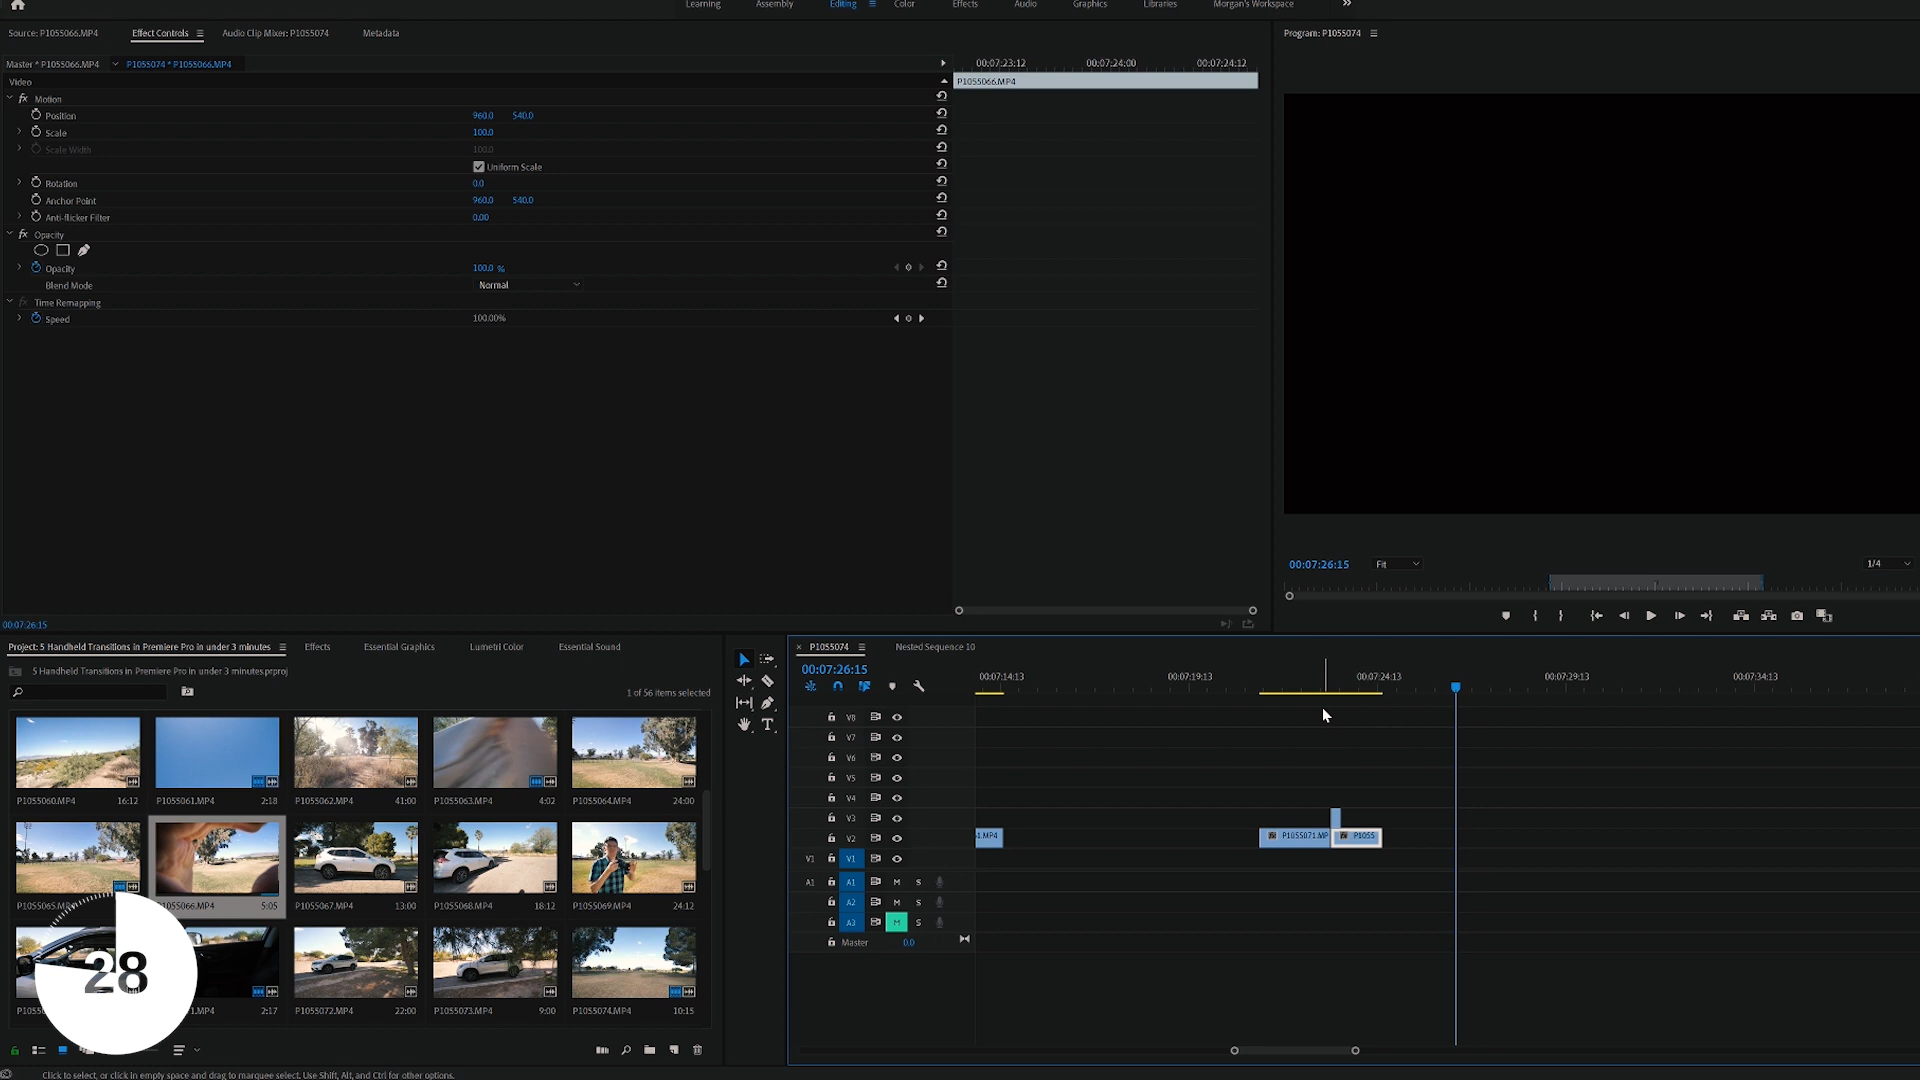 Learning Assembly Editing Color Effects Audio Graphics Libraries Morgan's Workspace
Source: P1055066.MP4 Effect Controls Audio Clip Mixer: P1055074 Metadata
Program: P1055074
Master * P1055066.MP4 P1055074 * P1055066.MP4
00:07:23:12 00:07:24:00 00:07:24:12
Video
P1055066.MP4
fx Motion
Position 960.0 540.0
Scale 100.0
Scale Width 100.0
Uniform Scale
Rotation 0.0
Anchor Point 960.0 540.0
Anti-flicker Filter 0.00
fx Opacity
Opacity 100.0 %
Blend Mode Normal
fx Time Remapping
Speed 100.00%
00:07:26:15 Fit 1/4
00:07:26:15
Project: 5 Handheld Transitions in Premiere Pro in under 3 minutes Effects Essential Graphics Lumetri Color Essential Sound
5 Handheld Transitions in Premiere Pro in under 3 minutes.prproj
1 of 56 items selected
P1055060.MP4 16:12 P1055061.MP4 2:18 P1055062.MP4 41:00 P1055063.MP4 4:02 P1055064.MP4 24:00
P1055065.MP4 P1055066.MP4 5:05 P1055067.MP4 13:00 P1055068.MP4 18:12 P1055069.MP4 24:12
2:17 P1055072.MP4 22:00 P1055073.MP4 9:00 P1055074.MP4 10:15
28
P1055074 Nested Sequence 10
00:07:26:15
00:07:14:13 00:07:19:13 00:07:24:13 00:07:29:13 00:07:34:13
V8
V7
V6
V5
V4
V3
V2 1.MP4 fx P1055071.MP fx P1055
V1 V1
A1 A1 M S
A2 M S
A3 M S
Master 0.0
Click to select, or click in empty space and drag to marquee select. Use Shift, Alt, and Ctrl for other options.